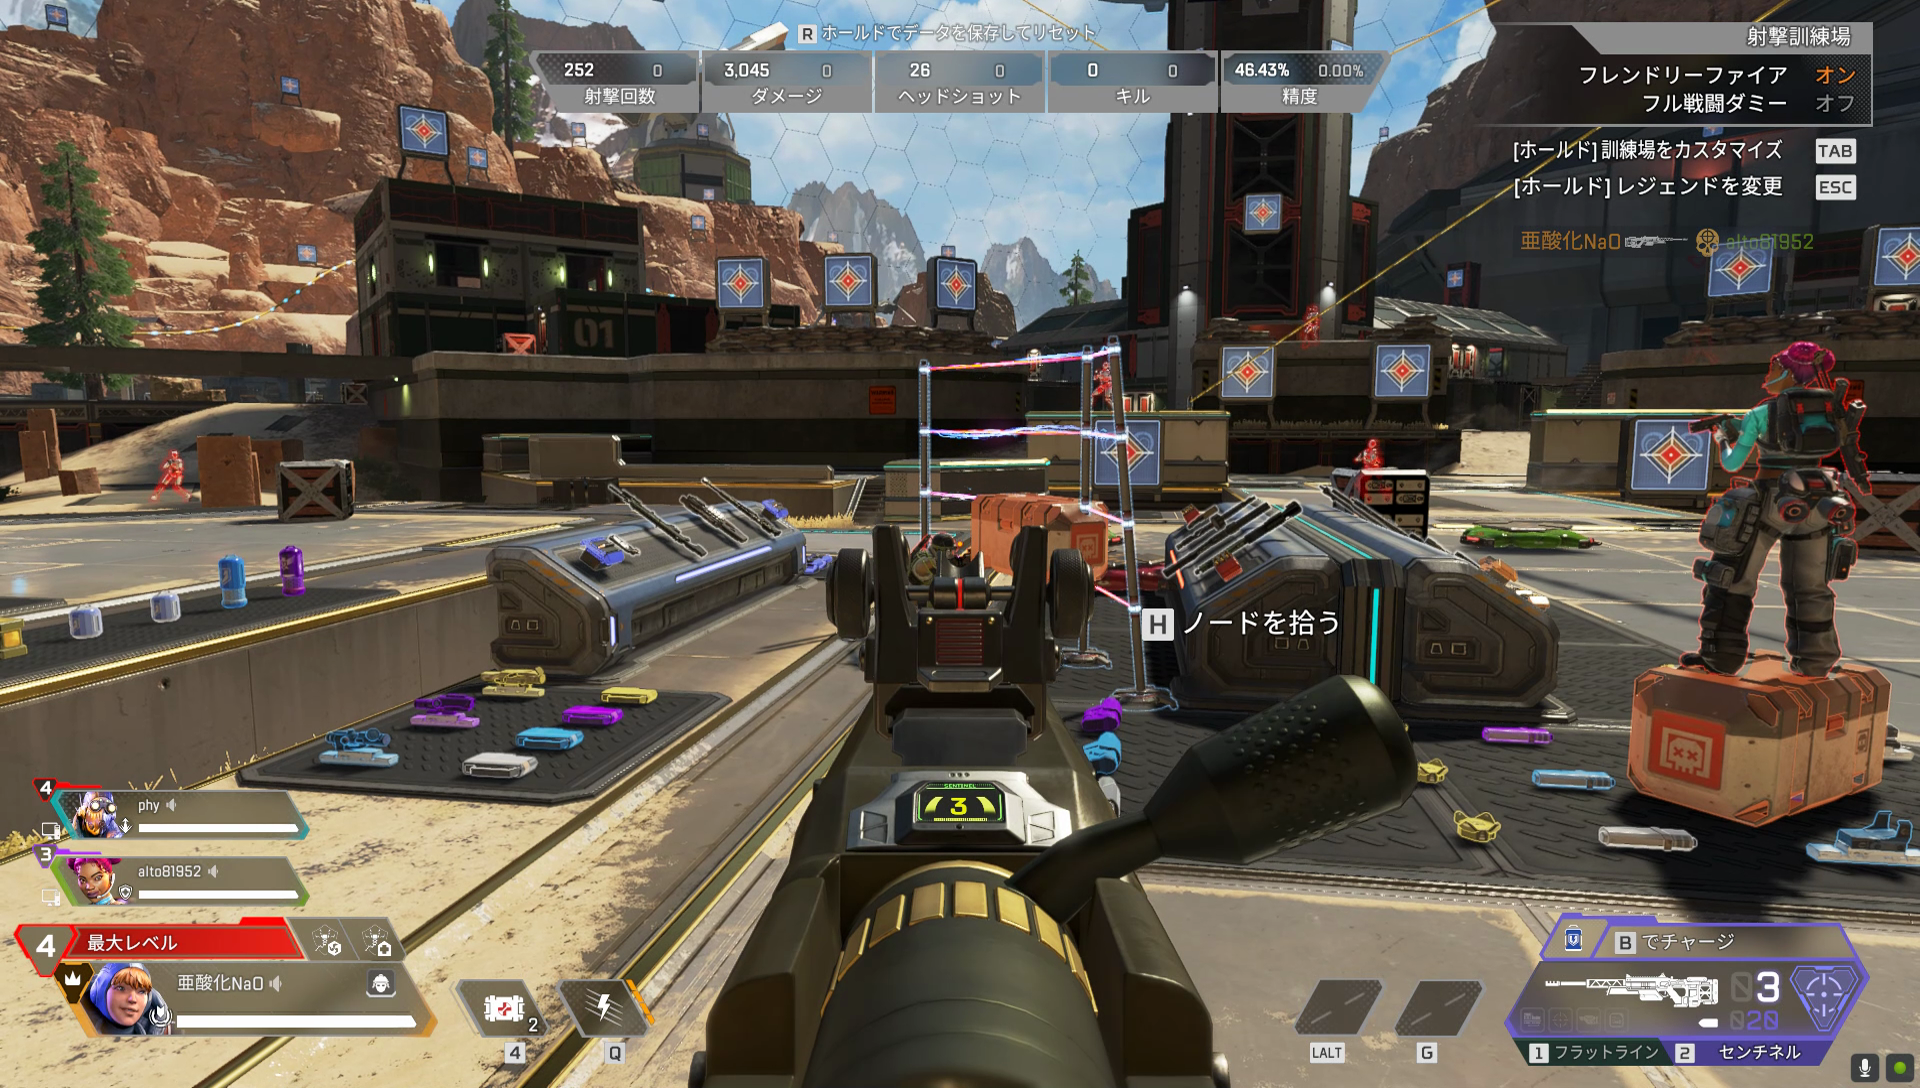 R ホールドでデータを保存してリセット
252 0 3,045 0 26 0 0 0 46.43% 0.00%
射撃回数 ダメージ ヘッドショット キル 精度
射撃訓練場
フレンドリーファイア オン
フル戦闘ダミー オフ
[ホールド]訓練場をカスタマイズ TAB
[ホールド]レジェンドを変更 ESC
亜酸化NaO alto81952
01
H ノードを拾う
SENTINEL
3
4
phy
3
alto81952
4 最大レベル
亜酸化NaO
2
4 Q
LALT G
B でチャージ
03
020
1 フラットライン 2 センチネル